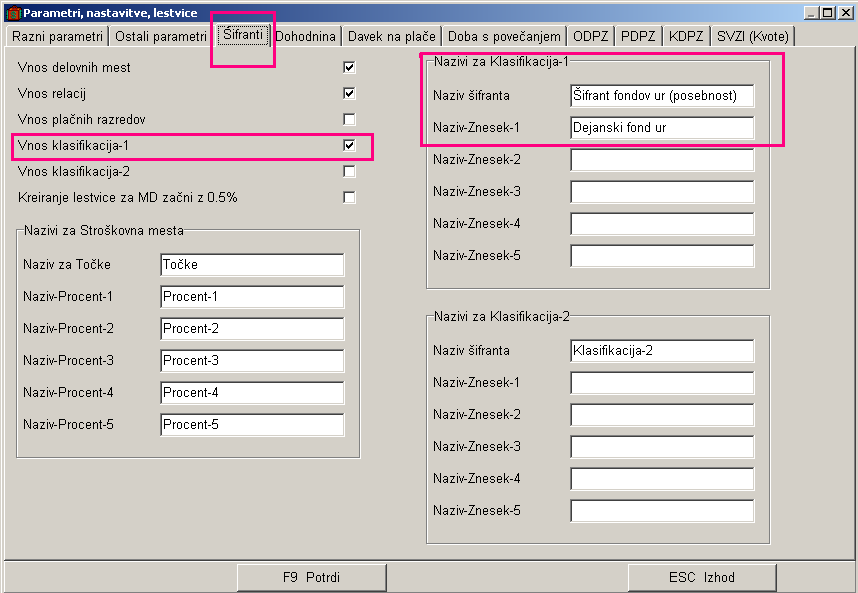 Parametri, nastavitve, lestvice
Razni parametri Ostali parametri Šifranti Dohodnina Davek na plače Doba s povečanjem ODPZ PDPZ KDPZ SVZI (Kvote)
Vnos delovnih mest
Vnos relacij
Vnos plačnih razredov
Vnos klasifikacija-1
Vnos klasifikacija-2
Kreiranje lestvice za MD začni z 0.5%
Nazivi za Stroškovna mesta
Naziv za Točke Točke
Naziv-Procent-1 Procent-1
Naziv-Procent-2 Procent-2
Naziv-Procent-3 Procent-3
Naziv-Procent-4 Procent-4
Naziv-Procent-5 Procent-5
Nazivi za Klasifikacija-1
Naziv šifranta Šifrant fondov ur (posebnost)
Naziv-Znesek-1 Dejanski fond ur
Naziv-Znesek-2
Naziv-Znesek-3
Naziv-Znesek-4
Naziv-Znesek-5
Nazivi za Klasifikacija-2
Naziv šifranta Klasifikacija-2
Naziv-Znesek-1
Naziv-Znesek-2
Naziv-Znesek-3
Naziv-Znesek-4
Naziv-Znesek-5
F9 Potrdi
ESC Izhod